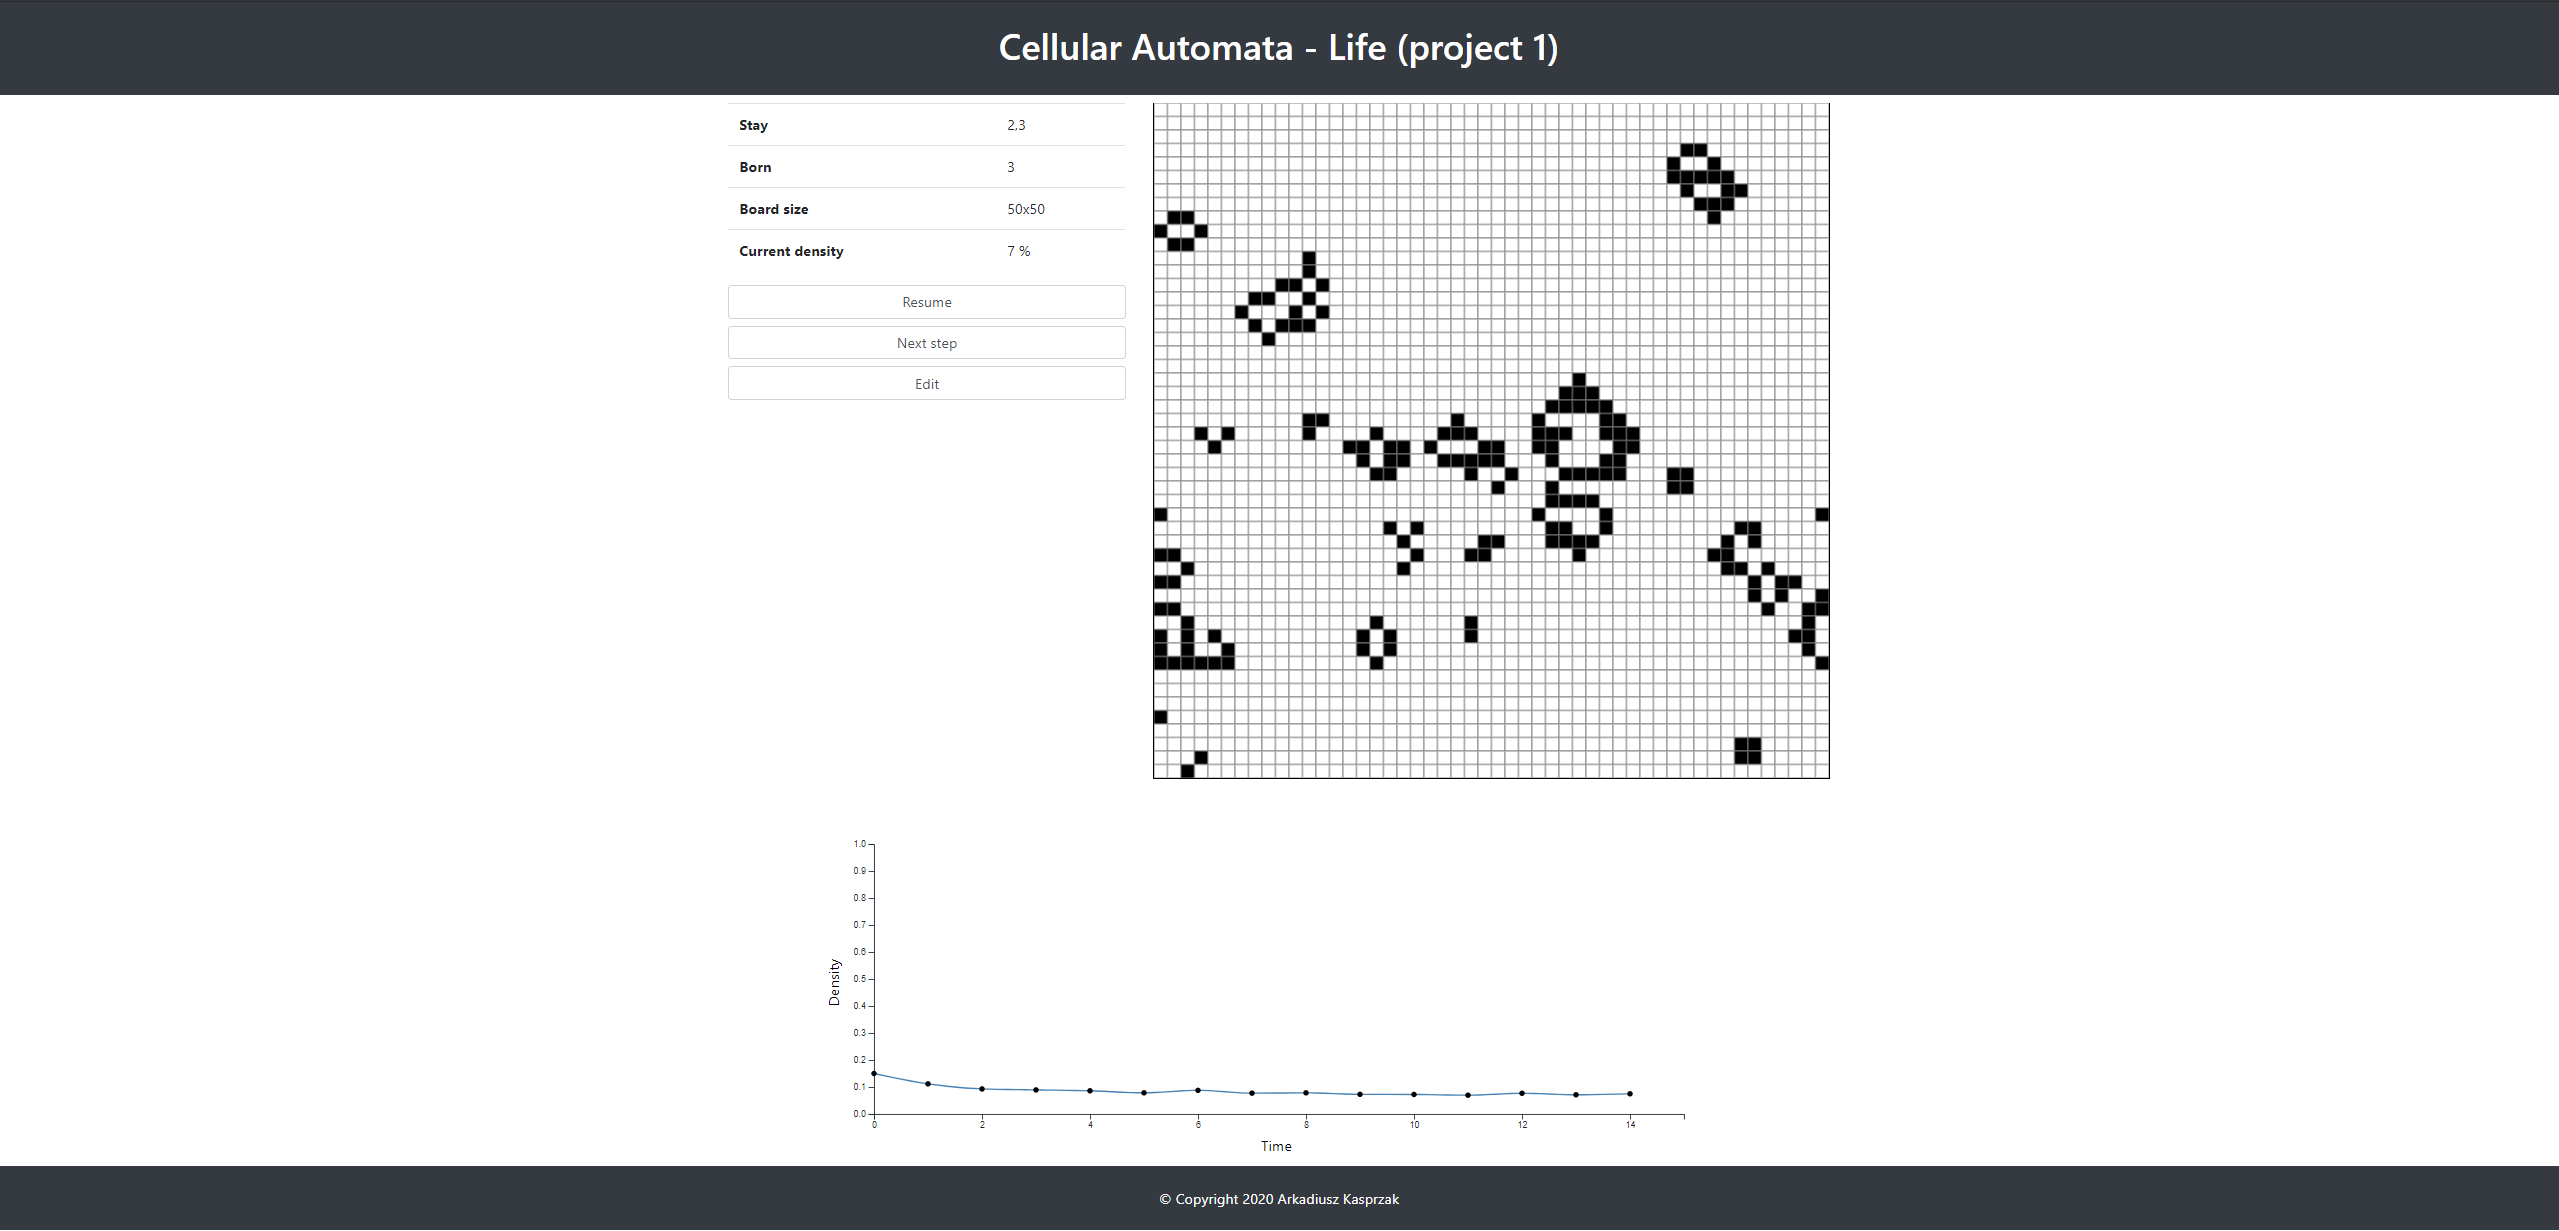 Cellular Automata - Life (project 1)
Stay 2,3
Born 3
Board size 50x50
Current density 7 %
Resume
Next step
Edit
1.0
0.9
0.8
0.7
0.6
0.5
0.4
0.3
0.2
0.1
0.0
Density
0 2 4 6 8 10 12 14
Time
© Copyright 2020 Arkadiusz Kasprzak